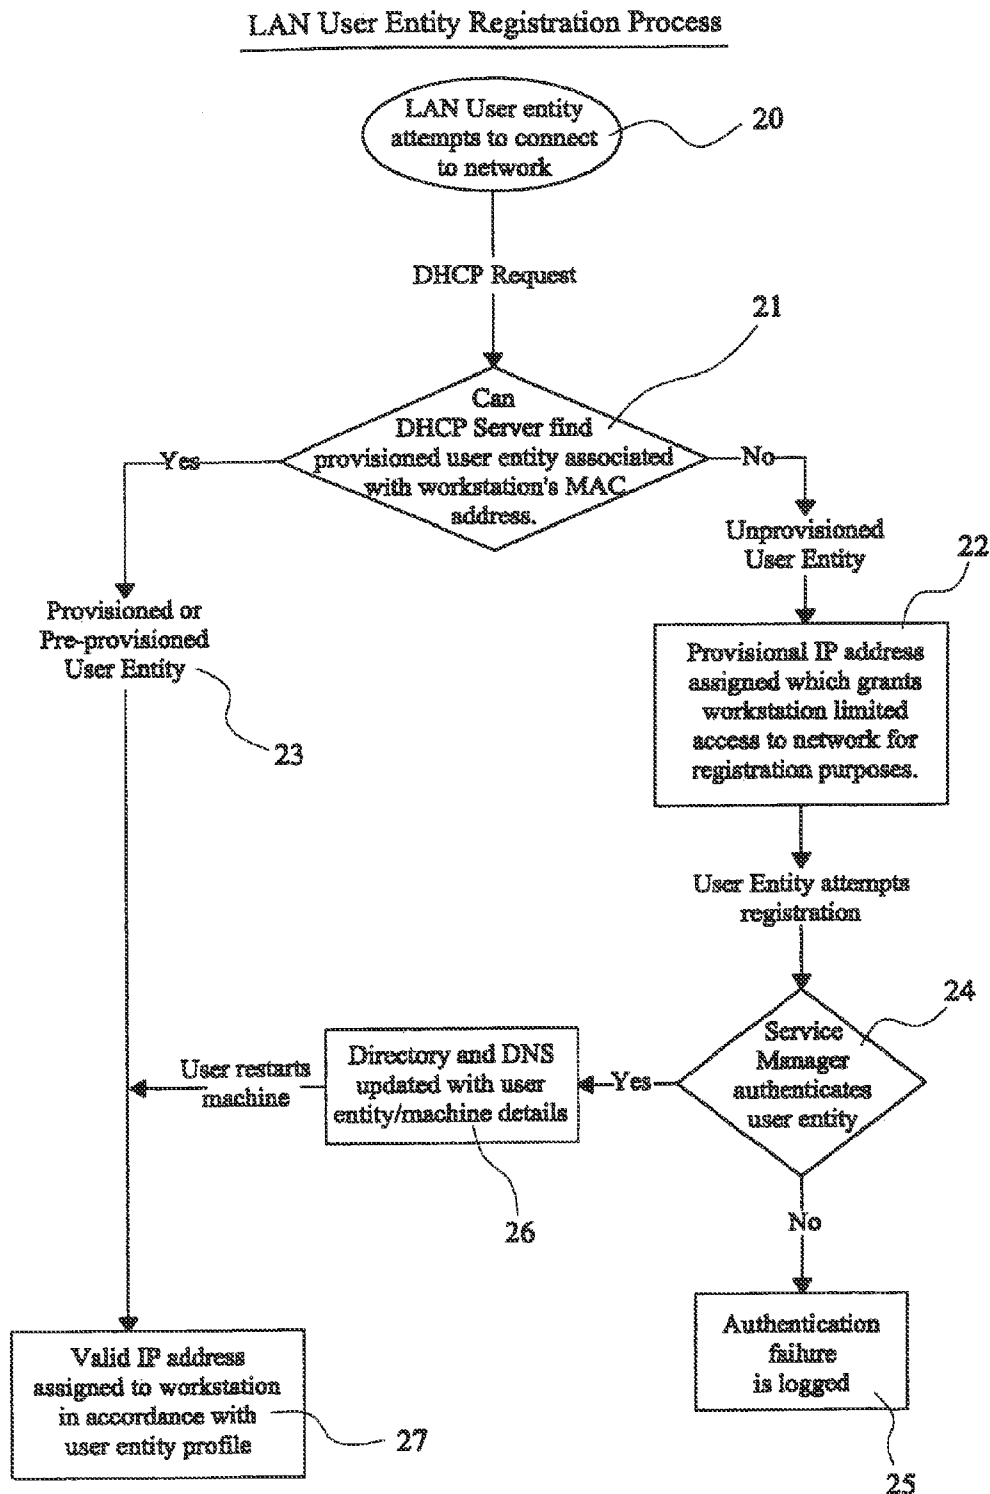 LAN User Entity Registration Process
LAN User entity
attempts to connect
to network
20
DHCP Request
21
Can
DHCP Server find
provisioned user entity associated
with workstation's MAC
address.
Yes
No
Unprovisioned
User Entity
22
Provisioned or
Pre-provisioned
User Entity
23
Provisional IP address
assigned which grants
workstation limited
access to network for
registration purposes.
User Entity attempts
registration
24
Service
Manager
authenticates
user entity
Yes
Directory and DNS
updated with user
entity/machine details
26
User restarts
machine
No
Authentication
failure
is logged
25
Valid IP address
assigned to workstation
in accordance with
user entity profile
27